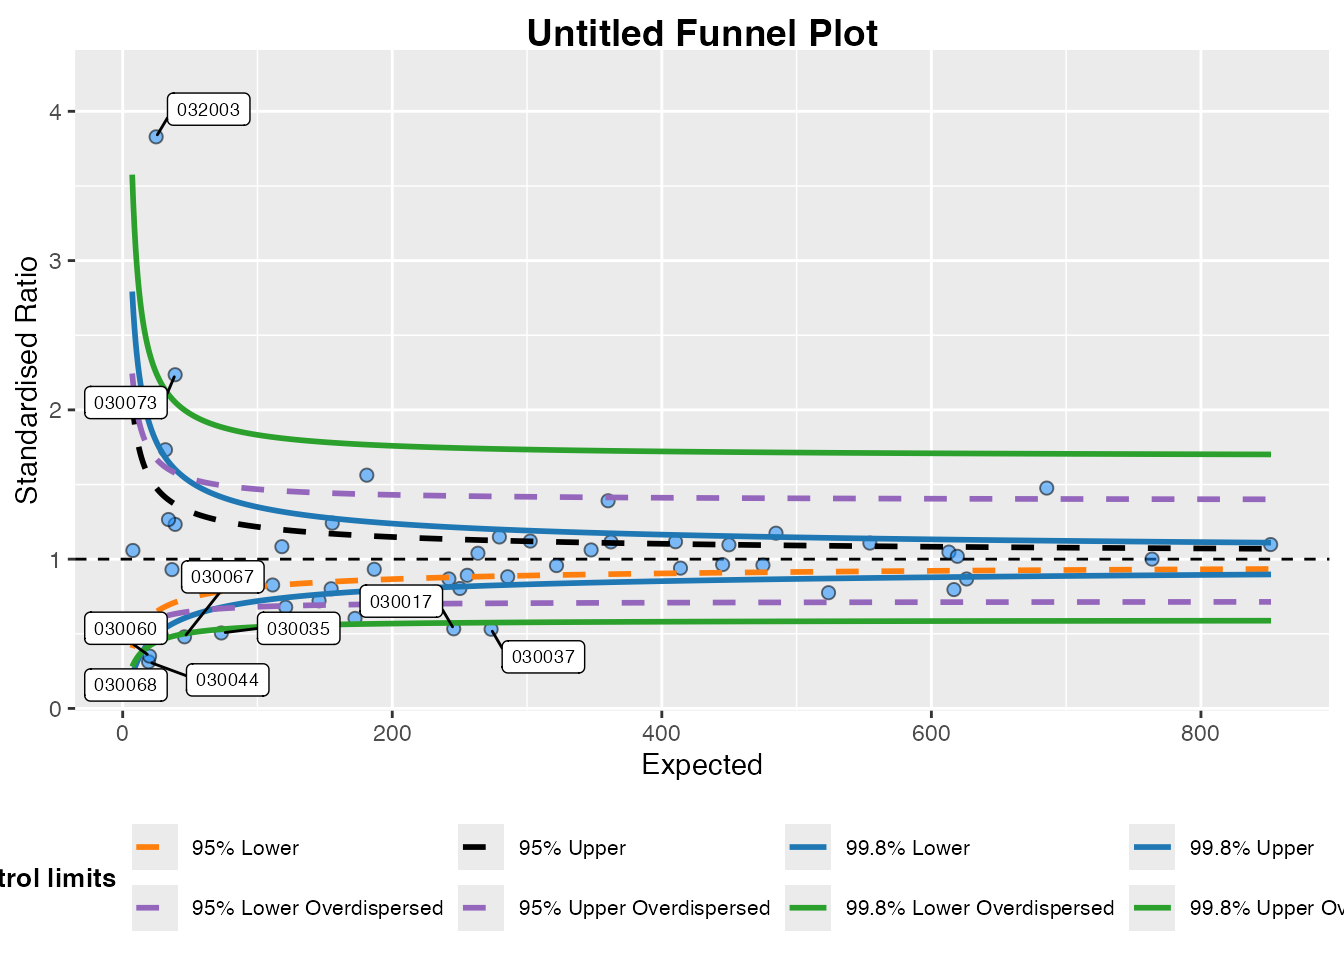 Untitled Funnel Plot
Standardised Ratio
4
3
2
1
0
032003
030073
030067
030060
030017
030035
030037
030044
030068
0 200 400 600 800
Expected
trol limits
95% Lower 95% Upper 99.8% Lower 99.8% Upper
95% Lower Overdispersed 95% Upper Overdispersed 99.8% Lower Overdispersed 99.8% Upper Ov